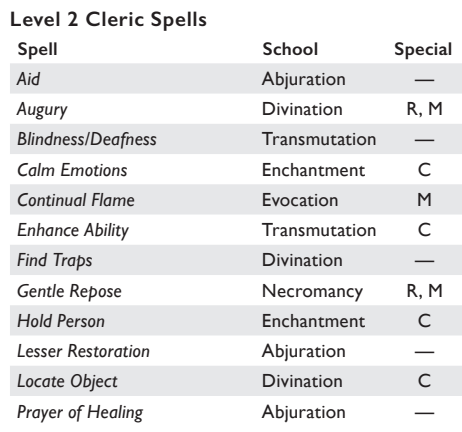 Level 2 Cleric Spells
Spell School Special
Aid Abjuration —
Augury Divination R, M
Blindness/Deafness Transmutation —
Calm Emotions Enchantment C
Continual Flame Evocation M
Enhance Ability Transmutation C
Find Traps Divination —
Gentle Repose Necromancy R, M
Hold Person Enchantment C
Lesser Restoration Abjuration —
Locate Object Divination C
Prayer of Healing Abjuration —